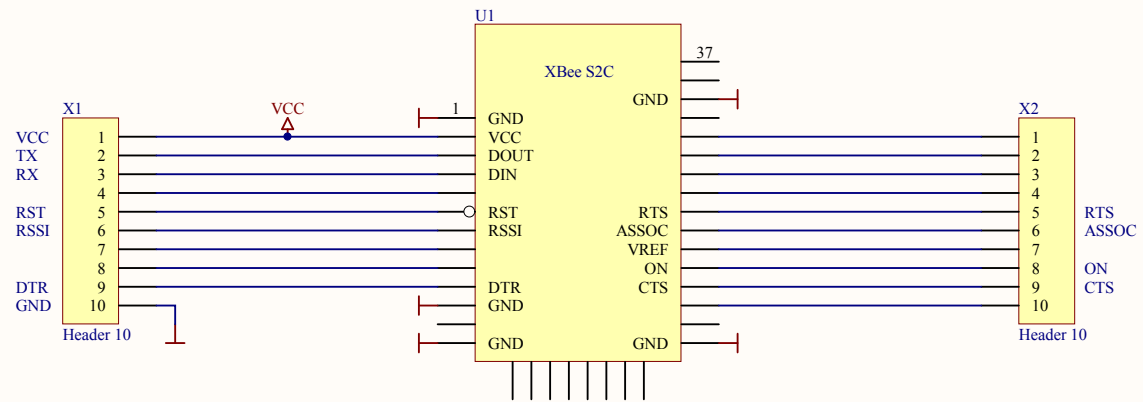 U1
XBee S2C
37
GND
1
GND
X1
VCC
X2
VCC 1 VCC 1
TX 2 DOUT 2
RX 3 DIN 3
4 4
RST 5 RST RTS 5 RTS
RSSI 6 RSSI ASSOC 6 ASSOC
7 VREF 7
8 ON 8 ON
DTR 9 DTR CTS 9 CTS
GND 10 GND 10
Header 10 GND GND Header 10